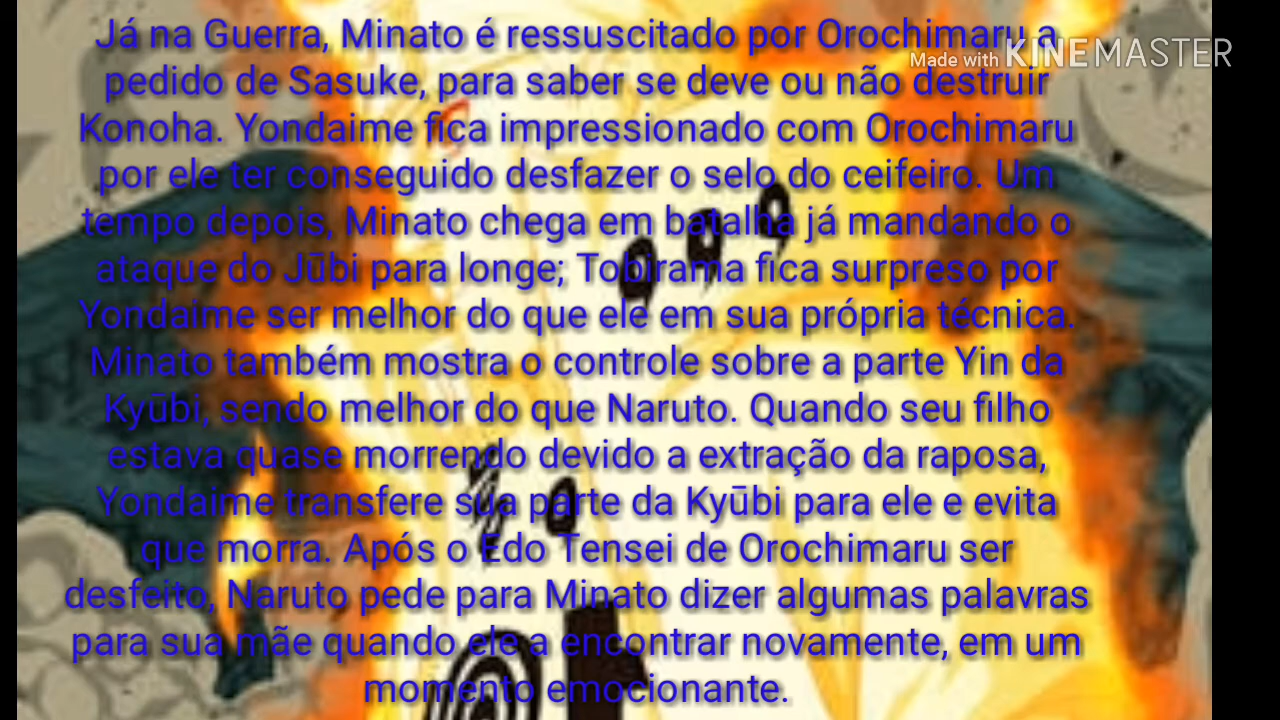 Já na Guerra, Minato é ressuscitado por Orochimaru a
Made with KINEMASTER
pedido de Sasuke, para saber se deve ou não destruir
Konoha. Yondaime fica impressionado com Orochimaru
por ele ter conseguido desfazer o selo do ceifeiro. Um
tempo depois, Minato chega em batalha já mandando o
ataque do Jūbi para longe; Tobirama fica surpreso por
Yondaime ser melhor do que ele em sua própria técnica.
Minato também mostra o controle sobre a parte Yin da
Kyūbi, sendo melhor do que Naruto. Quando seu filho
estava quase morrendo devido a extração da raposa,
Yondaime transfere sua parte da Kyūbi para ele e evita
que morra. Após o Edo Tensei de Orochimaru ser
desfeito, Naruto pede para Minato dizer algumas palavras
para sua mãe quando ele a encontrar novamente, em um
momento emocionante.